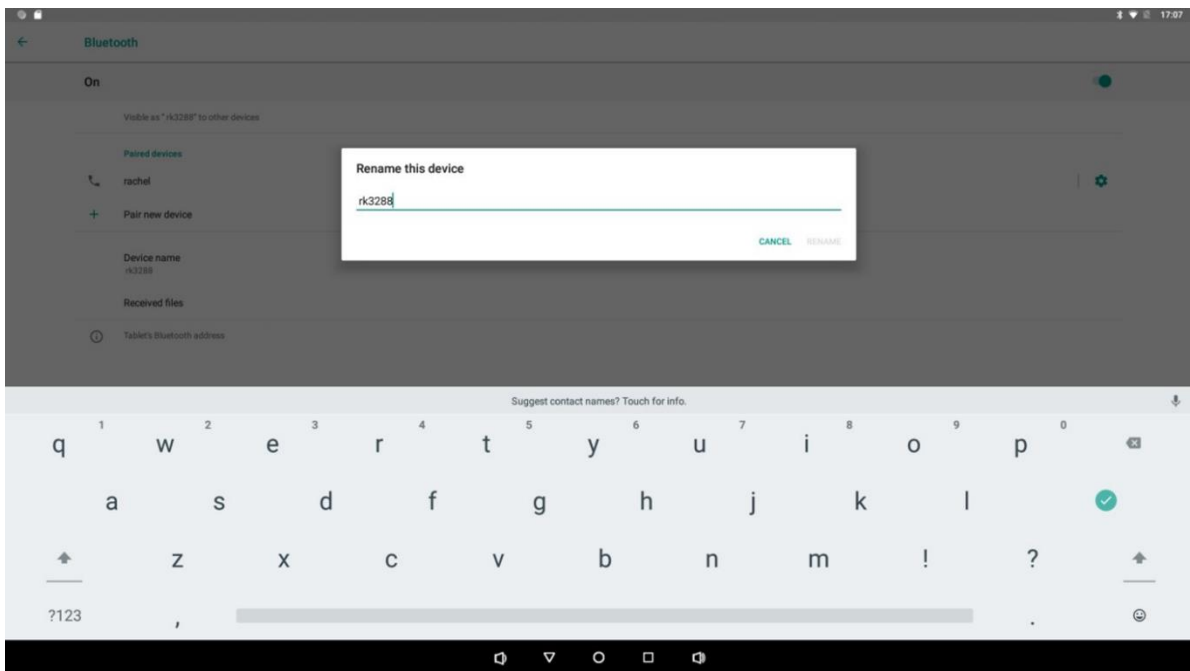 17:07
Bluetooth
On
Visible as " rk3288" to other devices
Paired devices
rachel
Pair new device
Device name
rk3288
Received files
Tablet's Bluetooth address
Rename this device
rk3288
CANCEL RENAME
Suggest contact names? Touch for info.
q 1 w 2 e 3 r 4 t 5 y 6 u 7 i 8 o 9 p 0
a s d f g h j k l
z x c v b n m ! ?
?123 , .